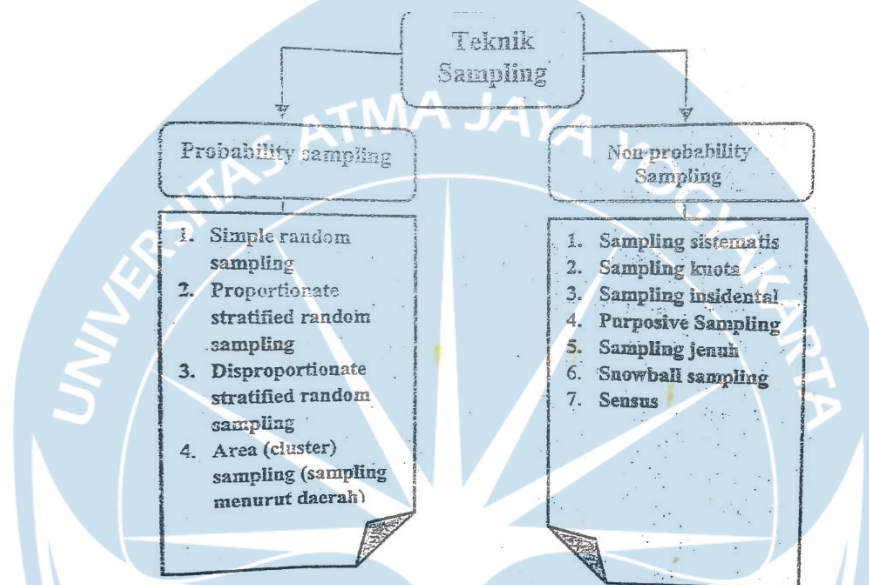 Teknik
Sampling
UNIVERSITAS ATMA JAYA YOGYAKARTA
Probability sampling
1. Simple random
sampling
2. Proportionate
stratified random
sampling
3. Disproportionate
stratified random
sampling
4. Area (cluster)
sampling (sampling
menurut daerah)
Non-probability
Sampling
1. Sampling sistematis
2. Sampling kuota
3. Sampling insidental
4. Purposive Sampling
5. Sampling jenuh
6. Snowball sampling
7. Sensus